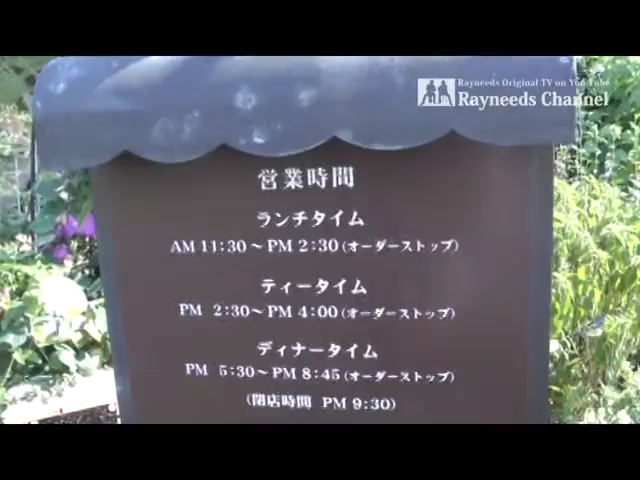 Rayneeds Original TV on YouTube
Rayneeds Channel
営業時間
ランチタイム
AM 11:30～PM 2:30(オーダーストップ)
ティータイム
PM 2:30～PM 4:00(オーダーストップ)
ディナータイム
PM 5:30～PM 8:45(オーダーストップ)
(閉店時間 PM 9:30)